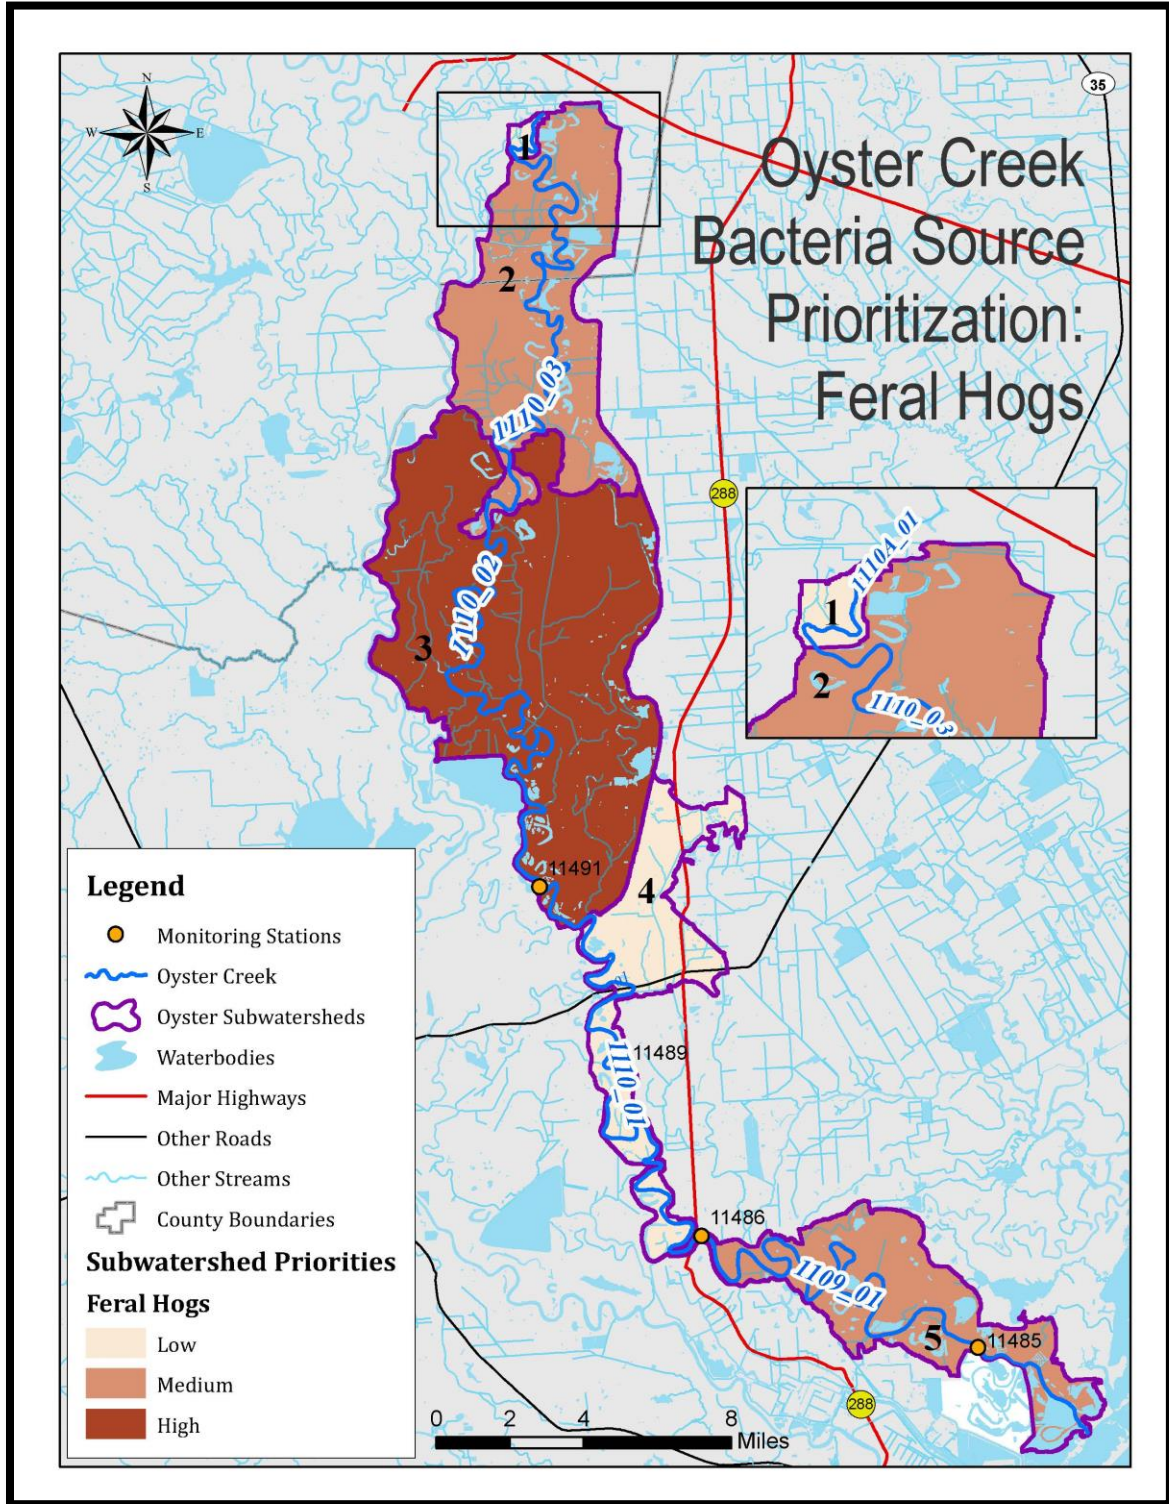 N
W E
S
35
Oyster Creek
Bacteria Source
Prioritization:
Feral Hogs
1
2
1110_03
288
1110_02
3
1110A_01
1
2
1110_03
4
11491
11489
1110_01
11486
1109_01
5
11485
288
Legend
Monitoring Stations
Oyster Creek
Oyster Subwatersheds
Waterbodies
Major Highways
Other Roads
Other Streams
County Boundaries
Subwatershed Priorities
Feral Hogs
Low
Medium
High
0 2 4 8
Miles